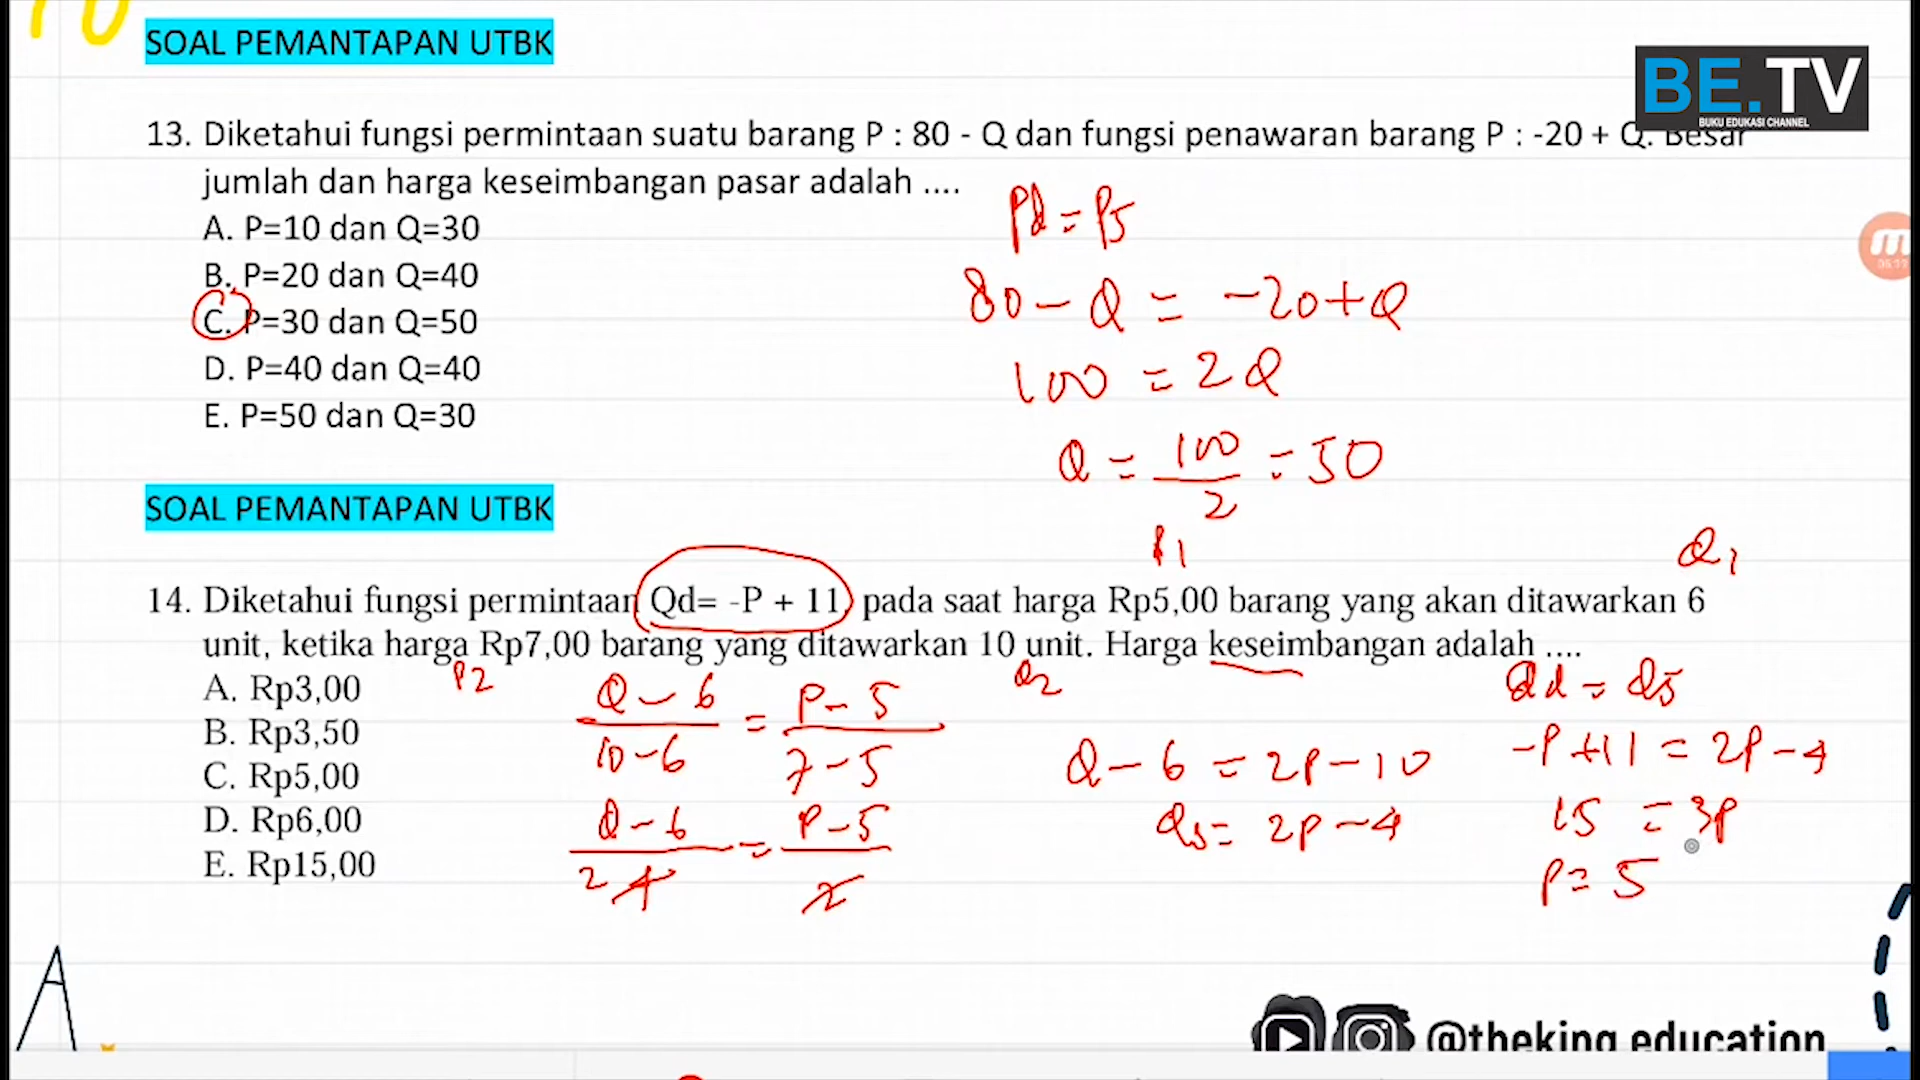 SOAL PEMANTAPAN UTBK
BE.TV
BUKU EDUKASI CHANNEL
13. Diketahui fungsi permintaan suatu barang P : 80 - Q dan fungsi penawaran barang P : -20 + Q. Besar
jumlah dan harga keseimbangan pasar adalah ....
A. P=10 dan Q=30
B. P=20 dan Q=40
C. P=30 dan Q=50
D. P=40 dan Q=40
E. P=50 dan Q=30
Pd = Ps
80 - Q = -20 + Q
100 = 2Q
Q = 100/2 = 50
SOAL PEMANTAPAN UTBK
P1 Q1
14. Diketahui fungsi permintaan Qd= -P + 11, pada saat harga Rp5,00 barang yang akan ditawarkan 6
unit, ketika harga Rp7,00 barang yang ditawarkan 10 unit. Harga keseimbangan adalah ....
P2 Q2
A. Rp3,00
B. Rp3,50
C. Rp5,00
D. Rp6,00
E. Rp15,00
Q - 6 / 10 - 6 = P - 5 / 7 - 5
Q - 6 / 2 4 = P - 5 / 2
Q - 6 = 2P - 10
Qs = 2P - 4
Qd = Qs
-P + 11 = 2P - 4
15 = 3P
P = 5
A
@theking.education